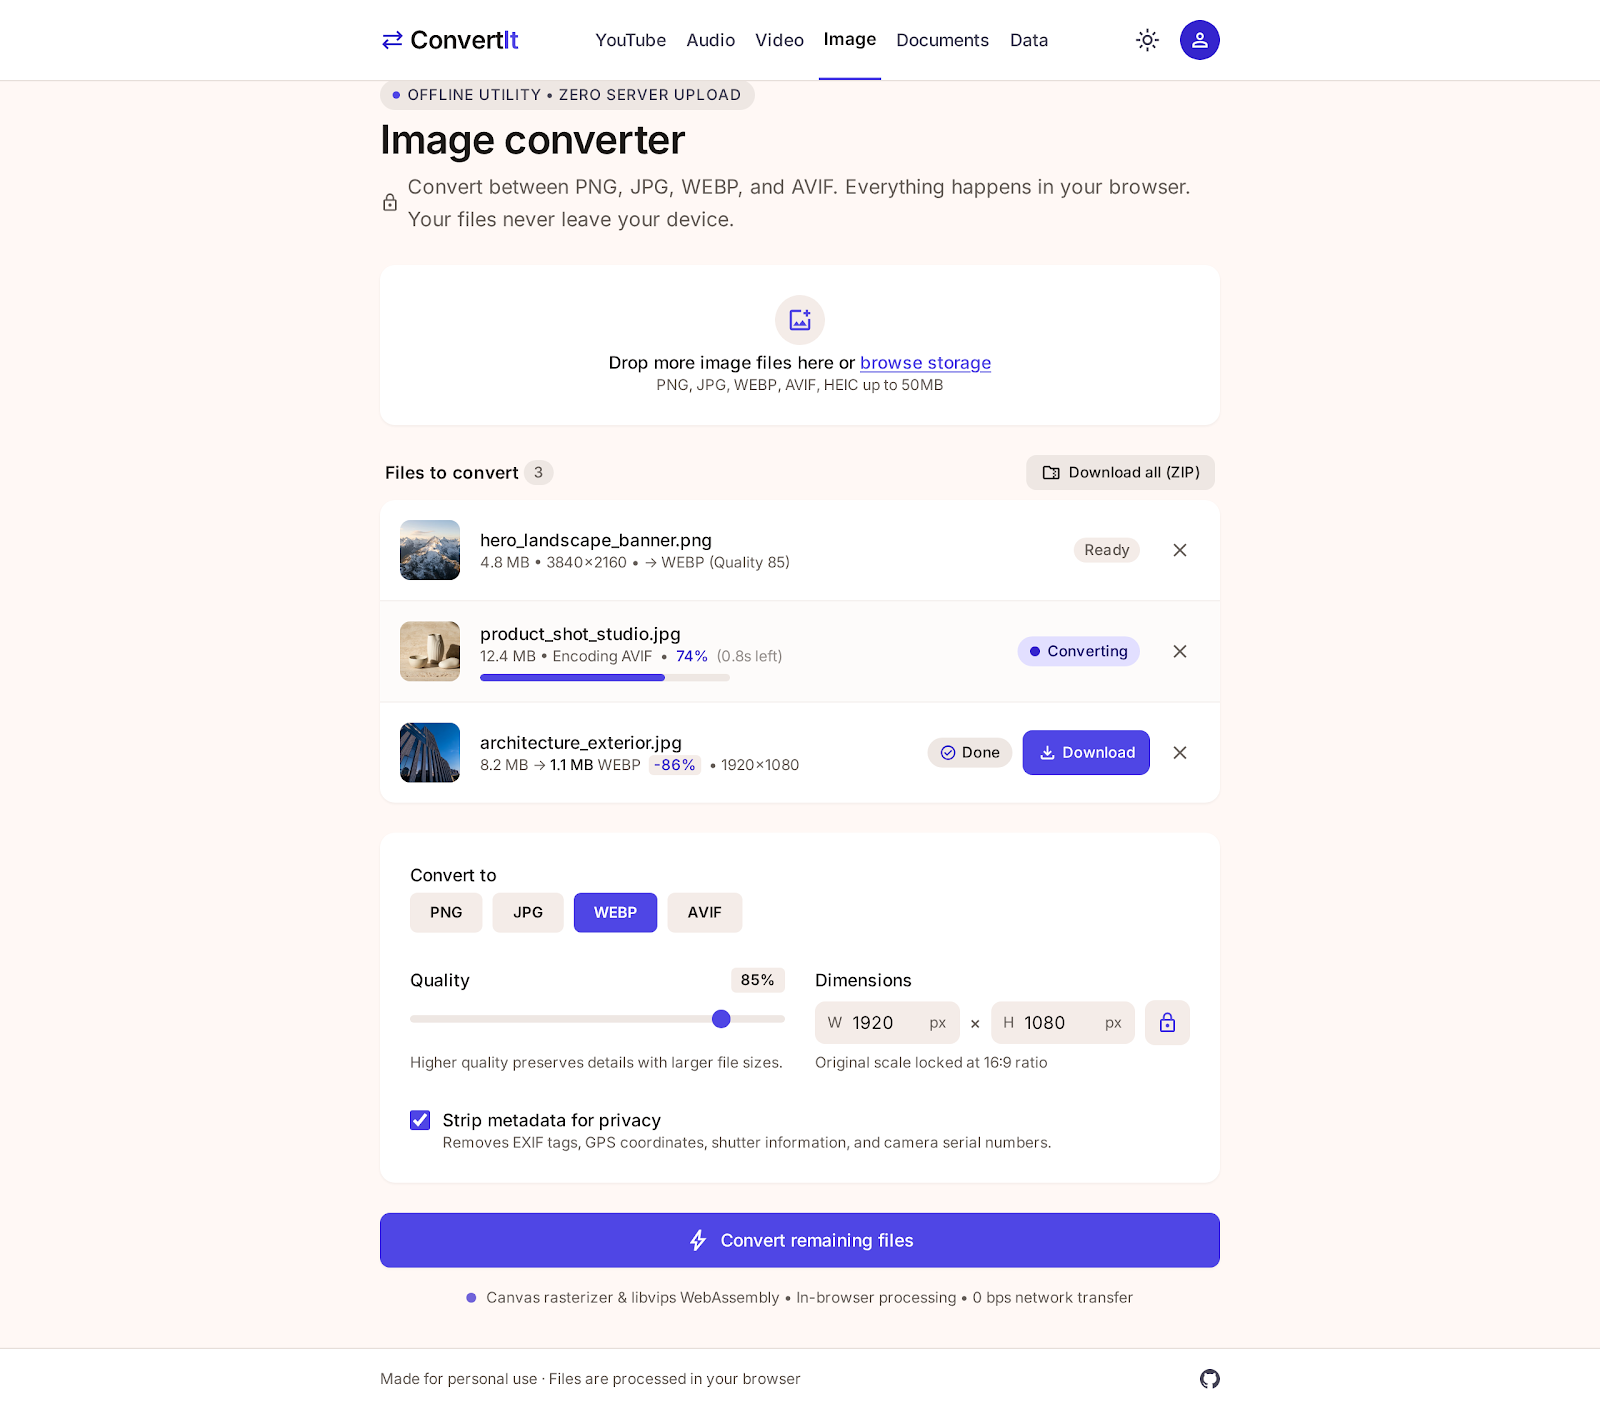 ConvertIt
YouTube Audio Video Image Documents Data
OFFLINE UTILITY • ZERO SERVER UPLOAD
Image converter
Convert between PNG, JPG, WEBP, and AVIF. Everything happens in your browser.
Your files never leave your device.
Drop more image files here or browse storage
PNG, JPG, WEBP, AVIF, HEIC up to 50MB
Files to convert 3
Download all (ZIP)
hero_landscape_banner.png
4.8 MB • 3840×2160 • → WEBP (Quality 85)
Ready
product_shot_studio.jpg
12.4 MB • Encoding AVIF • 74% (0.8s left)
Converting
architecture_exterior.jpg
8.2 MB → 1.1 MB WEBP -86% • 1920×1080
Done
Download
Convert to
PNG JPG WEBP AVIF
Quality 85%
Higher quality preserves details with larger file sizes.
Dimensions
W 1920 px × H 1080 px
Original scale locked at 16:9 ratio
Strip metadata for privacy
Removes EXIF tags, GPS coordinates, shutter information, and camera serial numbers.
Convert remaining files
Canvas rasterizer & libvips WebAssembly • In-browser processing • 0 bps network transfer
Made for personal use · Files are processed in your browser